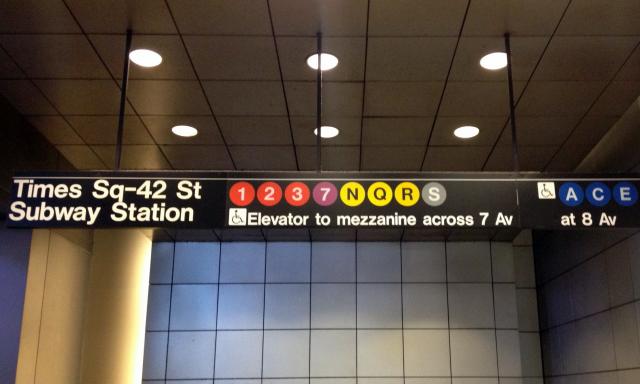 Times Sq-42 St
Subway Station
1 2 3 7 N Q R S
Elevator to mezzanine across 7 Av
A C E
at 8 Av